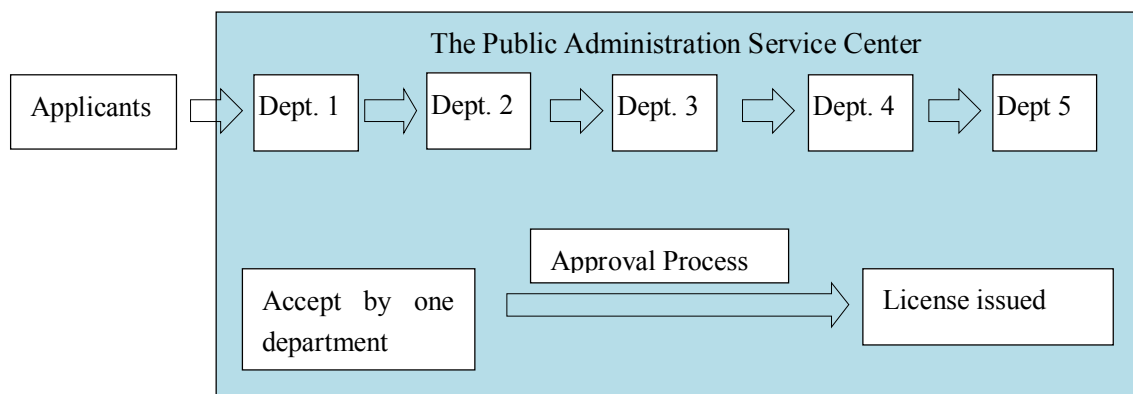 The Public Administration Service Center
Applicants
Dept. 1
Dept. 2
Dept. 3
Dept. 4
Dept 5
Approval Process
Accept by one
department
License issued